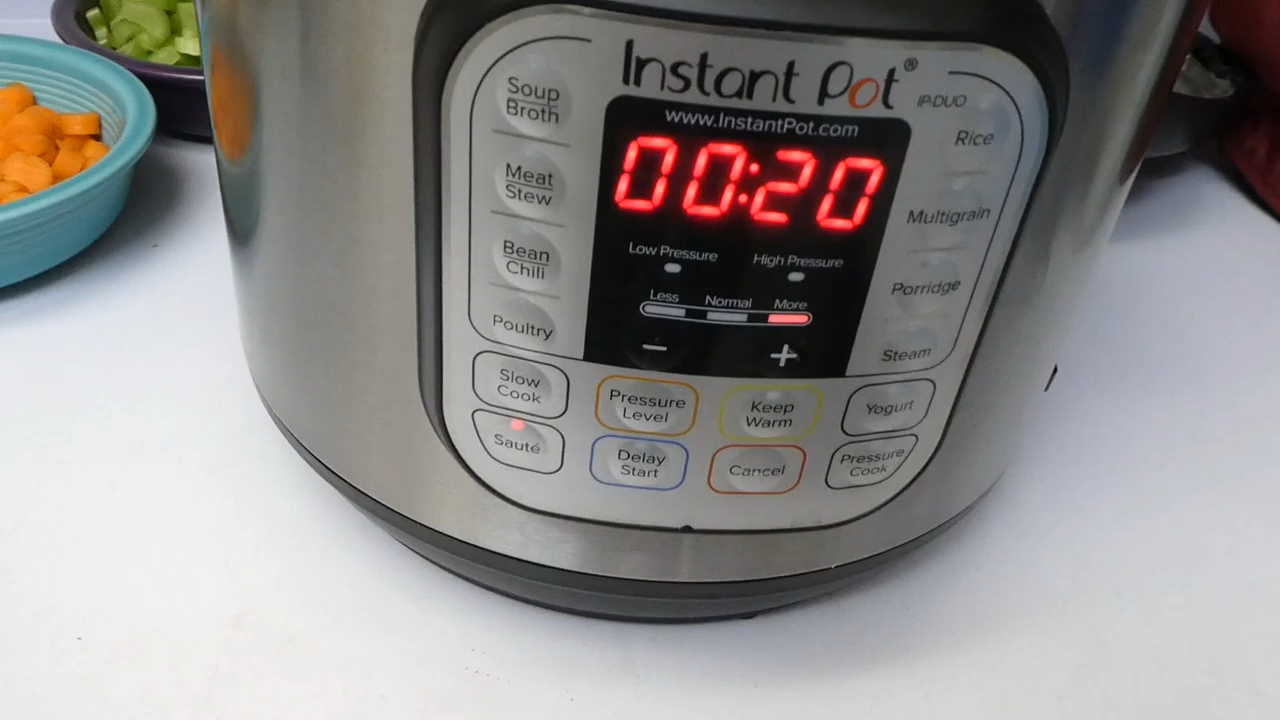 Instant Pot®
IP-DUO
www.InstantPot.com
00:20
Low Pressure High Pressure
Less Normal More
− +
Soup
Broth
Meat
Stew
Bean
Chili
Poultry
Rice
Multigrain
Porridge
Steam
Slow
Cook
Pressure
Level
Keep
Warm
Yogurt
Sauté
Delay
Start
Cancel
Pressure
Cook